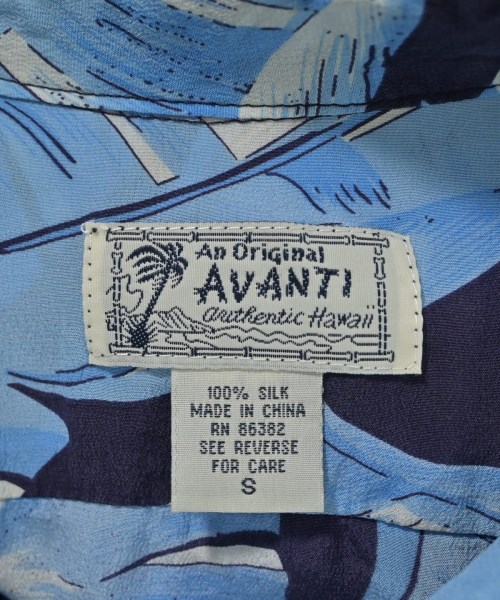 An Original
AVANTI
authentic Hawaii
100% SILK
MADE IN CHINA
RN 86382
SEE REVERSE
FOR CARE
S